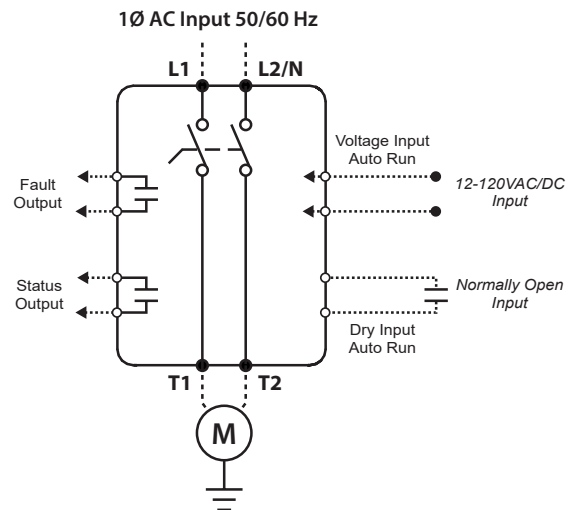 1Ø AC Input 50/60 Hz
L1
L2/N
Voltage Input
Auto Run
Fault
Output
12-120VAC/DC
Input
Status
Output
Normally Open
Input
Dry Input
Auto Run
T1
T2
M